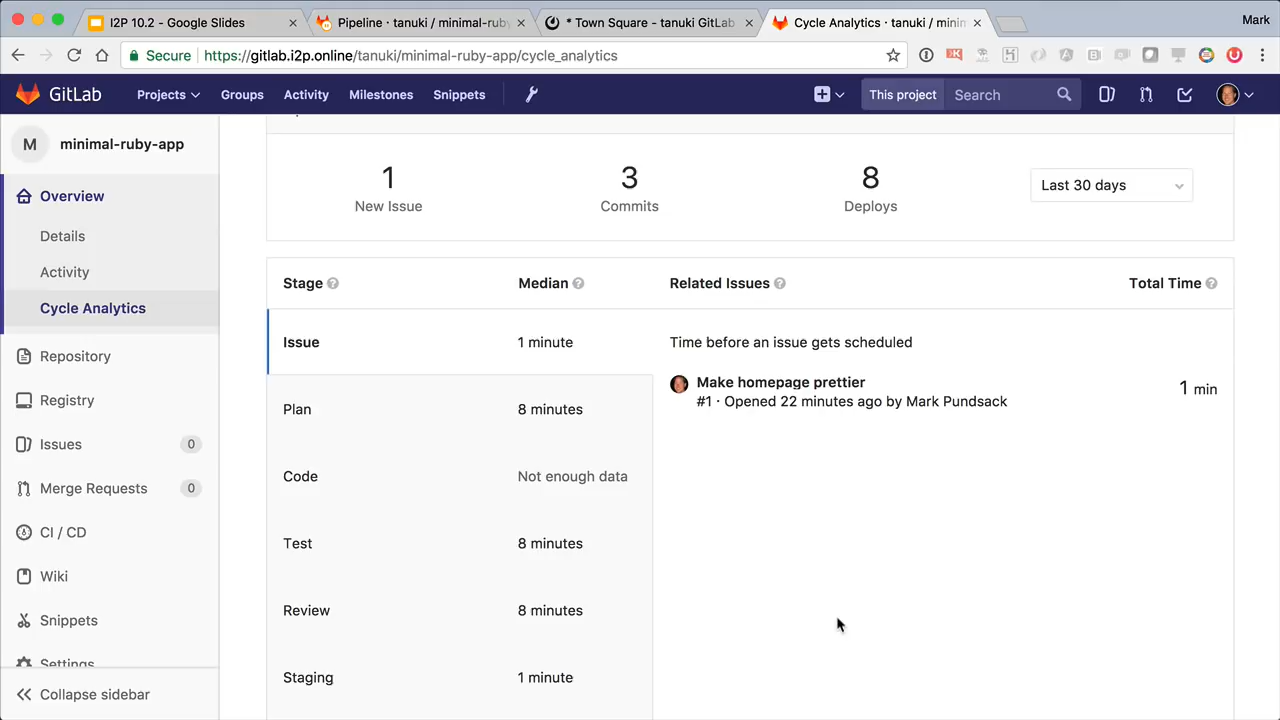 I2P 10.2 - Google Slides
Pipeline · tanuki / minimal-ruby
* Town Square - tanuki GitLab
Cycle Analytics · tanuki / minim
Mark
Secure
https://gitlab.i2p.online/tanuki/minimal-ruby-app/cycle_analytics
GitLab
Projects
Groups
Activity
Milestones
Snippets
This project
Search
M
minimal-ruby-app
Overview
Details
Activity
Cycle Analytics
Repository
Registry
Issues
0
Merge Requests
0
CI / CD
Wiki
Snippets
Settings
Collapse sidebar
1
New Issue
3
Commits
8
Deploys
Last 30 days
Stage
Median
Related Issues
Total Time
Issue
1 minute
Time before an issue gets scheduled
Make homepage prettier
#1 · Opened 22 minutes ago by Mark Pundsack
1 min
Plan
8 minutes
Code
Not enough data
Test
8 minutes
Review
8 minutes
Staging
1 minute